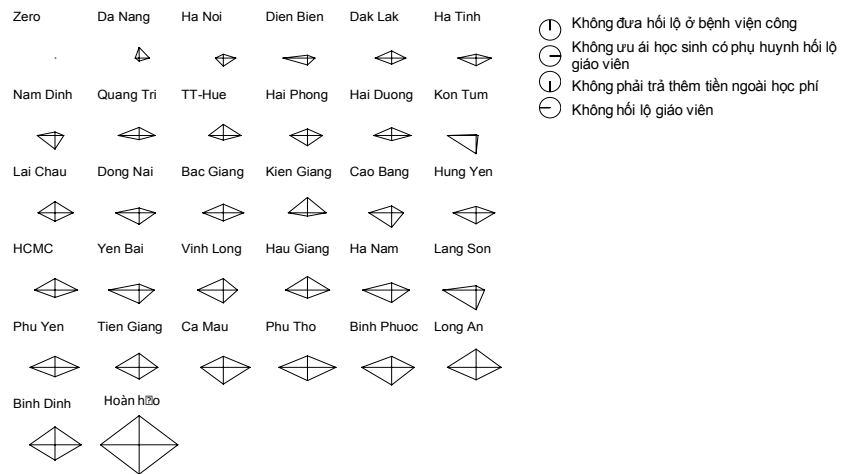 Zero Da Nang Ha Noi Dien Bien Dak Lak Ha Tinh
Nam Dinh Quang Tri TT-Hue Hai Phong Hai Duong Kon Tum
Lai Chau Dong Nai Bac Giang Kien Giang Cao Bang Hung Yen
HCMC Yen Bai Vinh Long Hau Giang Ha Nam Lang Son
Phu Yen Tien Giang Ca Mau Phu Tho Binh Phuoc Long An
Binh Dinh Hoàn h�o
Không đưa hối lộ ở bệnh viện công
Không ưu ái học sinh có phụ huynh hối lộ
giáo viên
Không phải trả thêm tiền ngoài học phí
Không hối lộ giáo viên